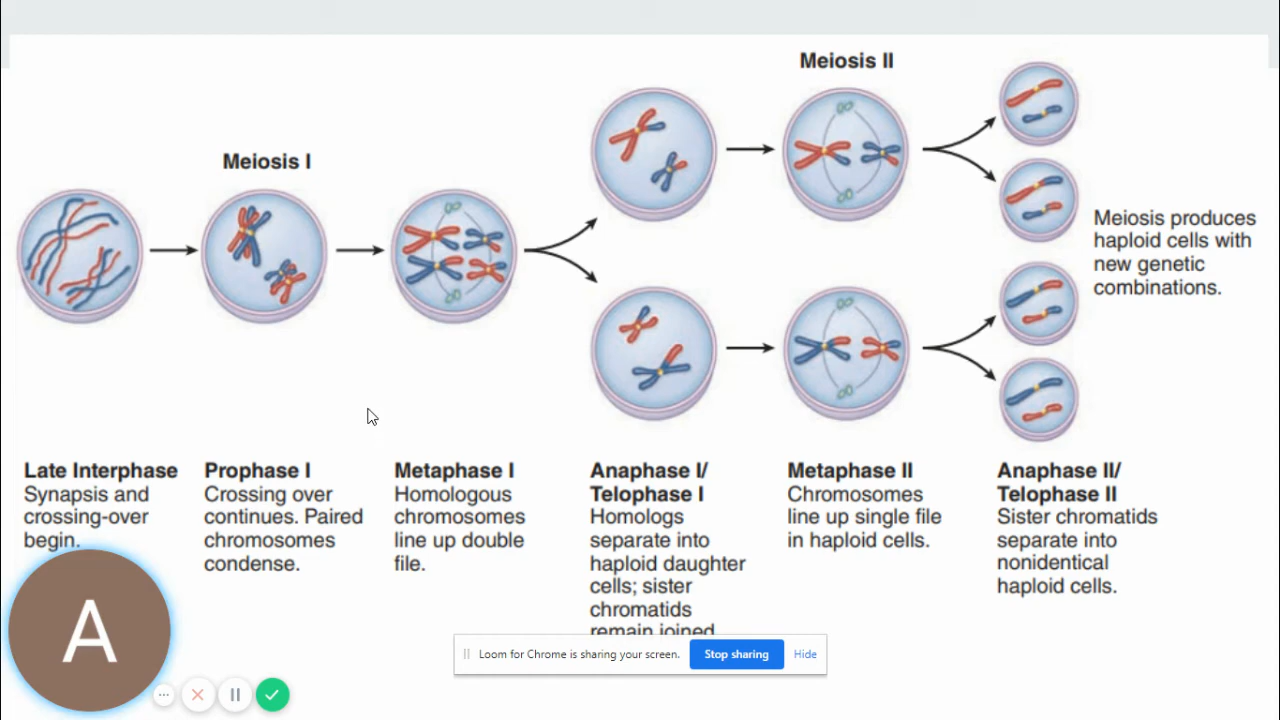 Meiosis II
Meiosis I
Meiosis produces
haploid cells with
new genetic
combinations.
Late Interphase
Synapsis and
crossing-over
begin.
Prophase I
Crossing over
continues. Paired
chromosomes
condense.
Metaphase I
Homologous
chromosomes
line up double
file.
Anaphase I/
Telophase I
Homologs
separate into
haploid daughter
cells; sister
chromatids
remain joined
Metaphase II
Chromosomes
line up single file
in haploid cells.
Anaphase II/
Telophase II
Sister chromatids
separate into
nonidentical
haploid cells.
A
Loom for Chrome is sharing your screen.
Stop sharing
Hide